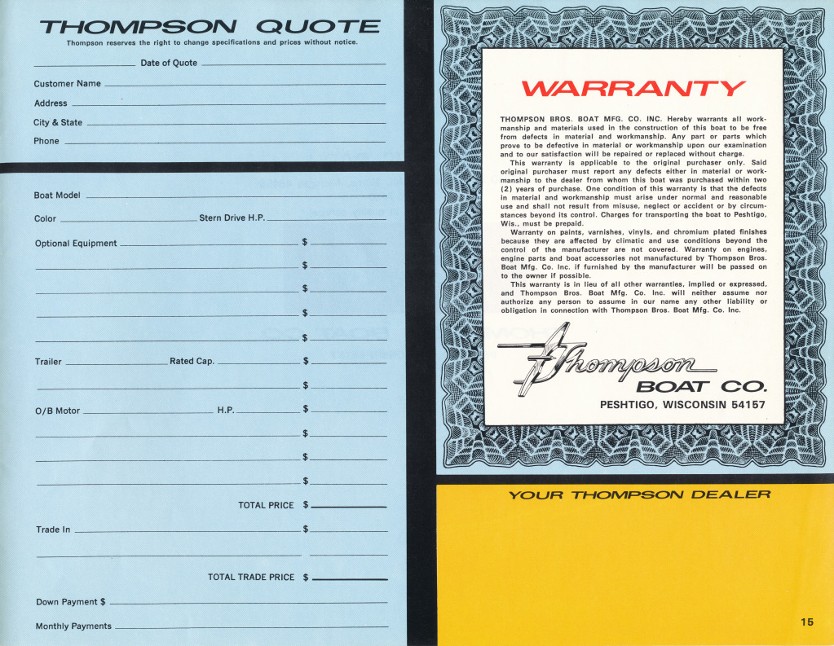 THOMPSON QUOTE
Thompson reserves the right to change specifications and prices without notice.
Date of Quote
Customer Name
Address
City & State
Phone
Boat Model
Color Stern Drive H.P.
Optional Equipment $
$
$
$
$
Trailer Rated Cap. $
$
O/B Motor H.P. $
$
$
$
TOTAL PRICE $
Trade In $
TOTAL TRADE PRICE $
Down Payment $
Monthly Payments
WARRANTY
THOMPSON BROS. BOAT MFG. CO. INC. Hereby warrants all work-
manship and materials used in the construction of this boat to be free
from defects in material and workmanship. Any part or parts which
prove to be defective in material or workmanship upon our examination
and to our satisfaction will be repaired or replaced without charge.
This warranty is applicable to the original purchaser only. Said
original purchaser must report any defects either in material or work-
manship to the dealer from whom this boat was purchased within two
(2) years of purchase. One condition of this warranty is that the defects
in material and workmanship must arise under normal and reasonable
use and shall not result from misuse, neglect or accident or by circum-
stances beyond its control. Charges for transporting the boat to Peshtigo,
Wis., must be prepaid.
Warranty on paints, varnishes, vinyls, and chromium plated finishes
because they are affected by climatic and use conditions beyond the
control of the manufacturer are not covered. Warranty on engines,
engine parts and boat accessories not manufactured by Thompson Bros.
Boat Mfg. Co. Inc. if furnished by the manufacturer will be passed on
to the owner if possible.
This warranty is in lieu of all other warranties, implied or expressed,
and Thompson Bros. Boat Mfg. Co. Inc. will neither assume nor
authorize any person to assume in our name any other liability or
obligation in connection with Thompson Bros. Boat Mfg. Co. Inc.
Thompson
BOAT CO.
PESHTIGO, WISCONSIN 54157
YOUR THOMPSON DEALER
15